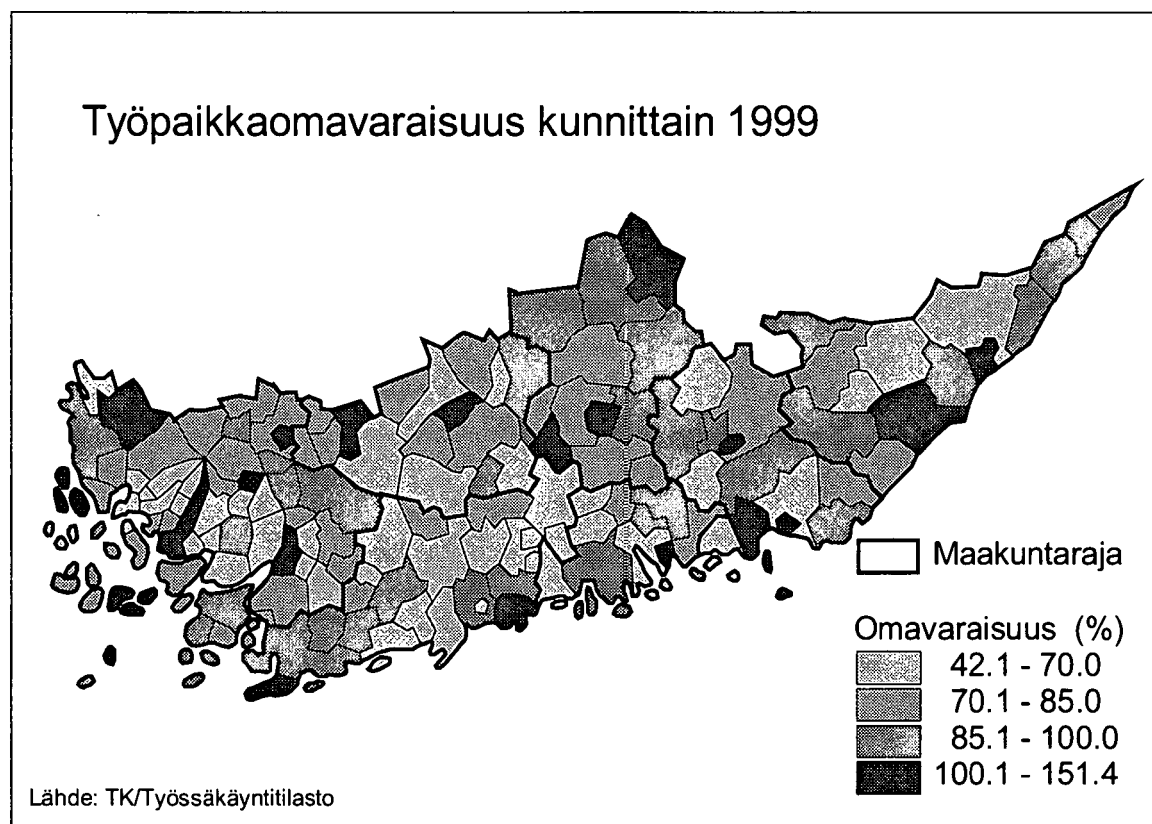 Työpaikkaomavaraisuus kunnittain 1999
Maakuntaraja
Omavaraisuus (%)
42.1 - 70.0
70.1 - 85.0
85.1 - 100.0
100.1 - 151.4
Lähde: TK/Työssäkäyntitilasto